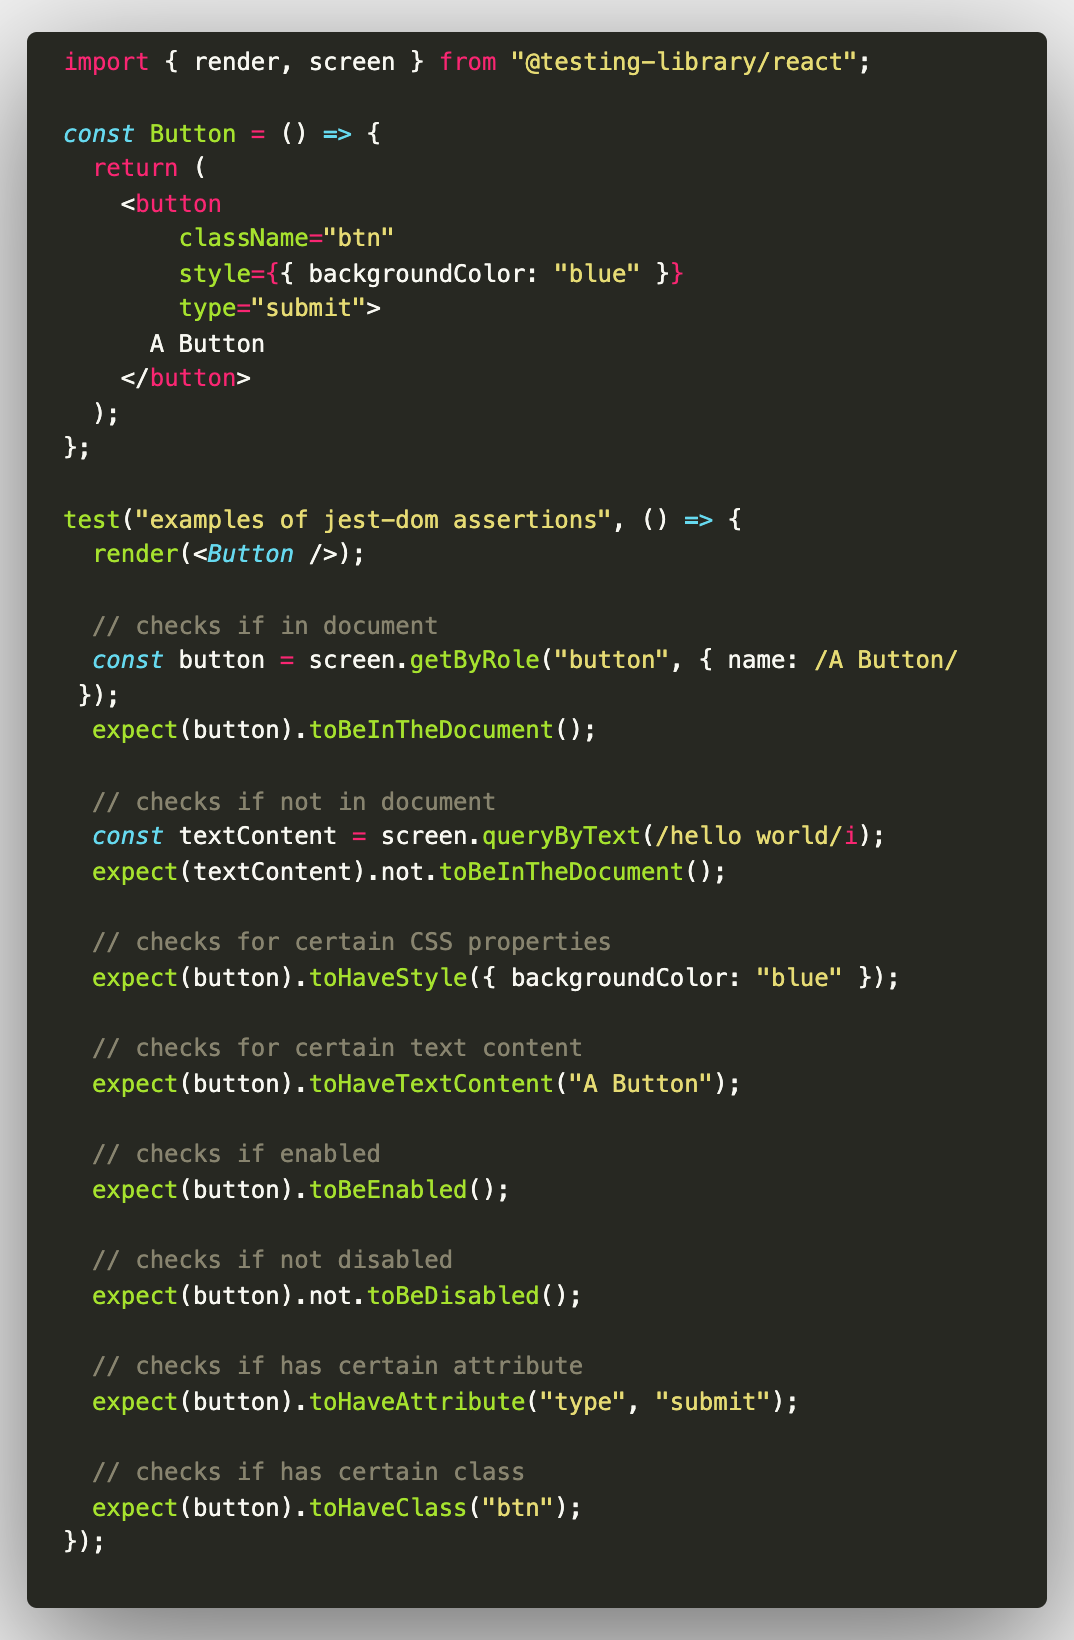 import { render, screen } from "@testing-library/react";

const Button = () => {
  return (
    <button
        className="btn"
        style={{ backgroundColor: "blue" }}
        type="submit">
      A Button
    </button>
  );
};

test("examples of jest-dom assertions", () => {
  render(<Button />);

  // checks if in document
  const button = screen.getByRole("button", { name: /A Button/
 });
  expect(button).toBeInTheDocument();

  // checks if not in document
  const textContent = screen.queryByText(/hello world/i);
  expect(textContent).not.toBeInTheDocument();

  // checks for certain CSS properties
  expect(button).toHaveStyle({ backgroundColor: "blue" });

  // checks for certain text content
  expect(button).toHaveTextContent("A Button");

  // checks if enabled
  expect(button).toBeEnabled();

  // checks if not disabled
  expect(button).not.toBeDisabled();

  // checks if has certain attribute
  expect(button).toHaveAttribute("type", "submit");

  // checks if has certain class
  expect(button).toHaveClass("btn");
});